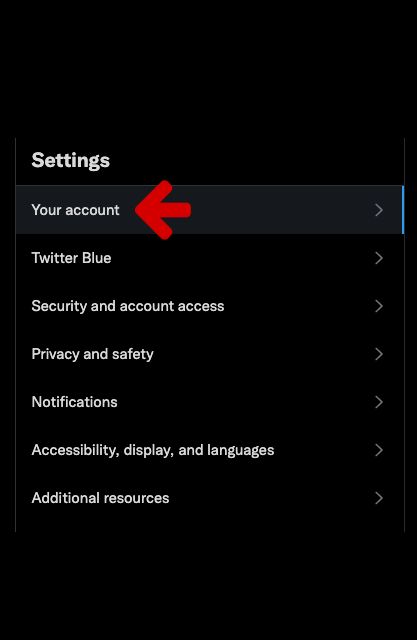 Settings
Your account
Twitter Blue
Security and account access
Privacy and safety
Notifications
Accessibility, display, and languages
Additional resources